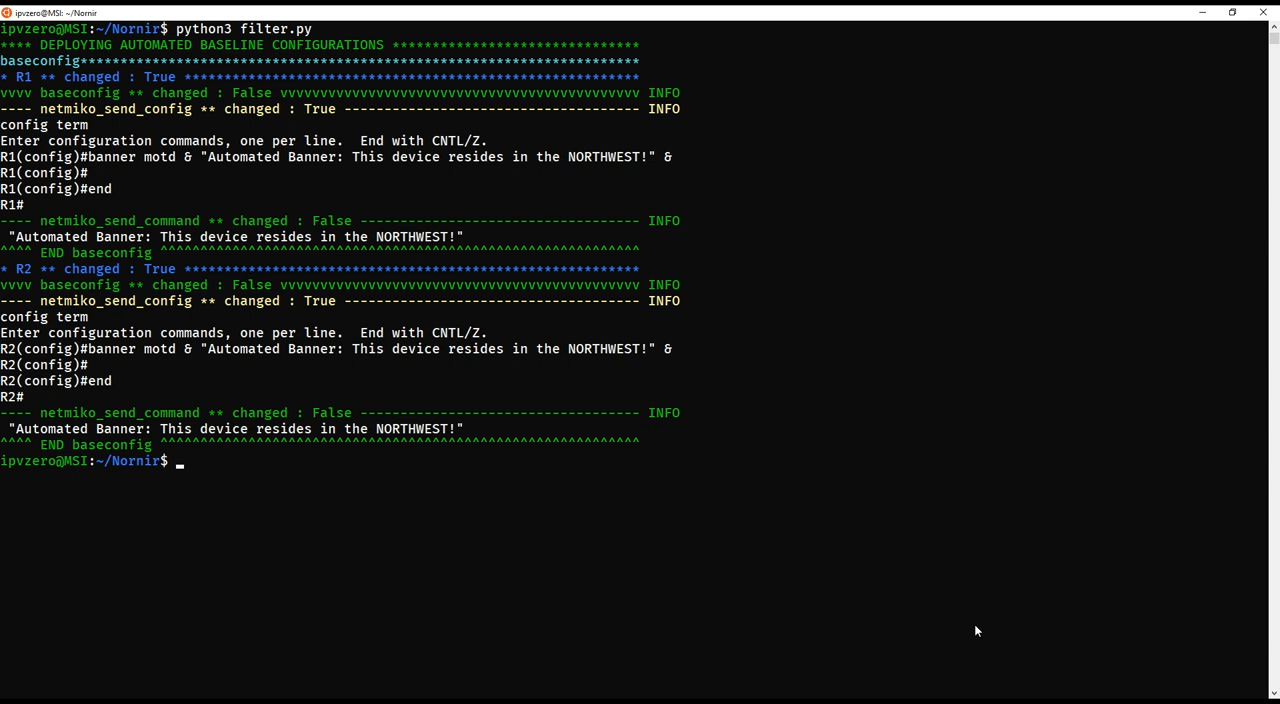 ipvzero@MSI: ~/Nornir
ipvzero@MSI:~/Nornir$ python3 filter.py
**** DEPLOYING AUTOMATED BASELINE CONFIGURATIONS *******************************
baseconfig**********************************************************************
* R1 ** changed : True *********************************************************
vvvv baseconfig ** changed : False vvvvvvvvvvvvvvvvvvvvvvvvvvvvvvvvvvvvvvvvvvvvv INFO
---- netmiko_send_config ** changed : True ------------------------------------- INFO
config term
Enter configuration commands, one per line.  End with CNTL/Z.
R1(config)#banner motd & "Automated Banner: This device resides in the NORTHWEST!" &
R1(config)#
R1(config)#end
R1#
---- netmiko_send_command ** changed : False ----------------------------------- INFO
 "Automated Banner: This device resides in the NORTHWEST!"
^^^^ END baseconfig ^^^^^^^^^^^^^^^^^^^^^^^^^^^^^^^^^^^^^^^^^^^^^^^^^^^^^^^^^^^^
* R2 ** changed : True *********************************************************
vvvv baseconfig ** changed : False vvvvvvvvvvvvvvvvvvvvvvvvvvvvvvvvvvvvvvvvvvvvv INFO
---- netmiko_send_config ** changed : True ------------------------------------- INFO
config term
Enter configuration commands, one per line.  End with CNTL/Z.
R2(config)#banner motd & "Automated Banner: This device resides in the NORTHWEST!" &
R2(config)#
R2(config)#end
R2#
---- netmiko_send_command ** changed : False ----------------------------------- INFO
 "Automated Banner: This device resides in the NORTHWEST!"
^^^^ END baseconfig ^^^^^^^^^^^^^^^^^^^^^^^^^^^^^^^^^^^^^^^^^^^^^^^^^^^^^^^^^^^^
ipvzero@MSI:~/Nornir$